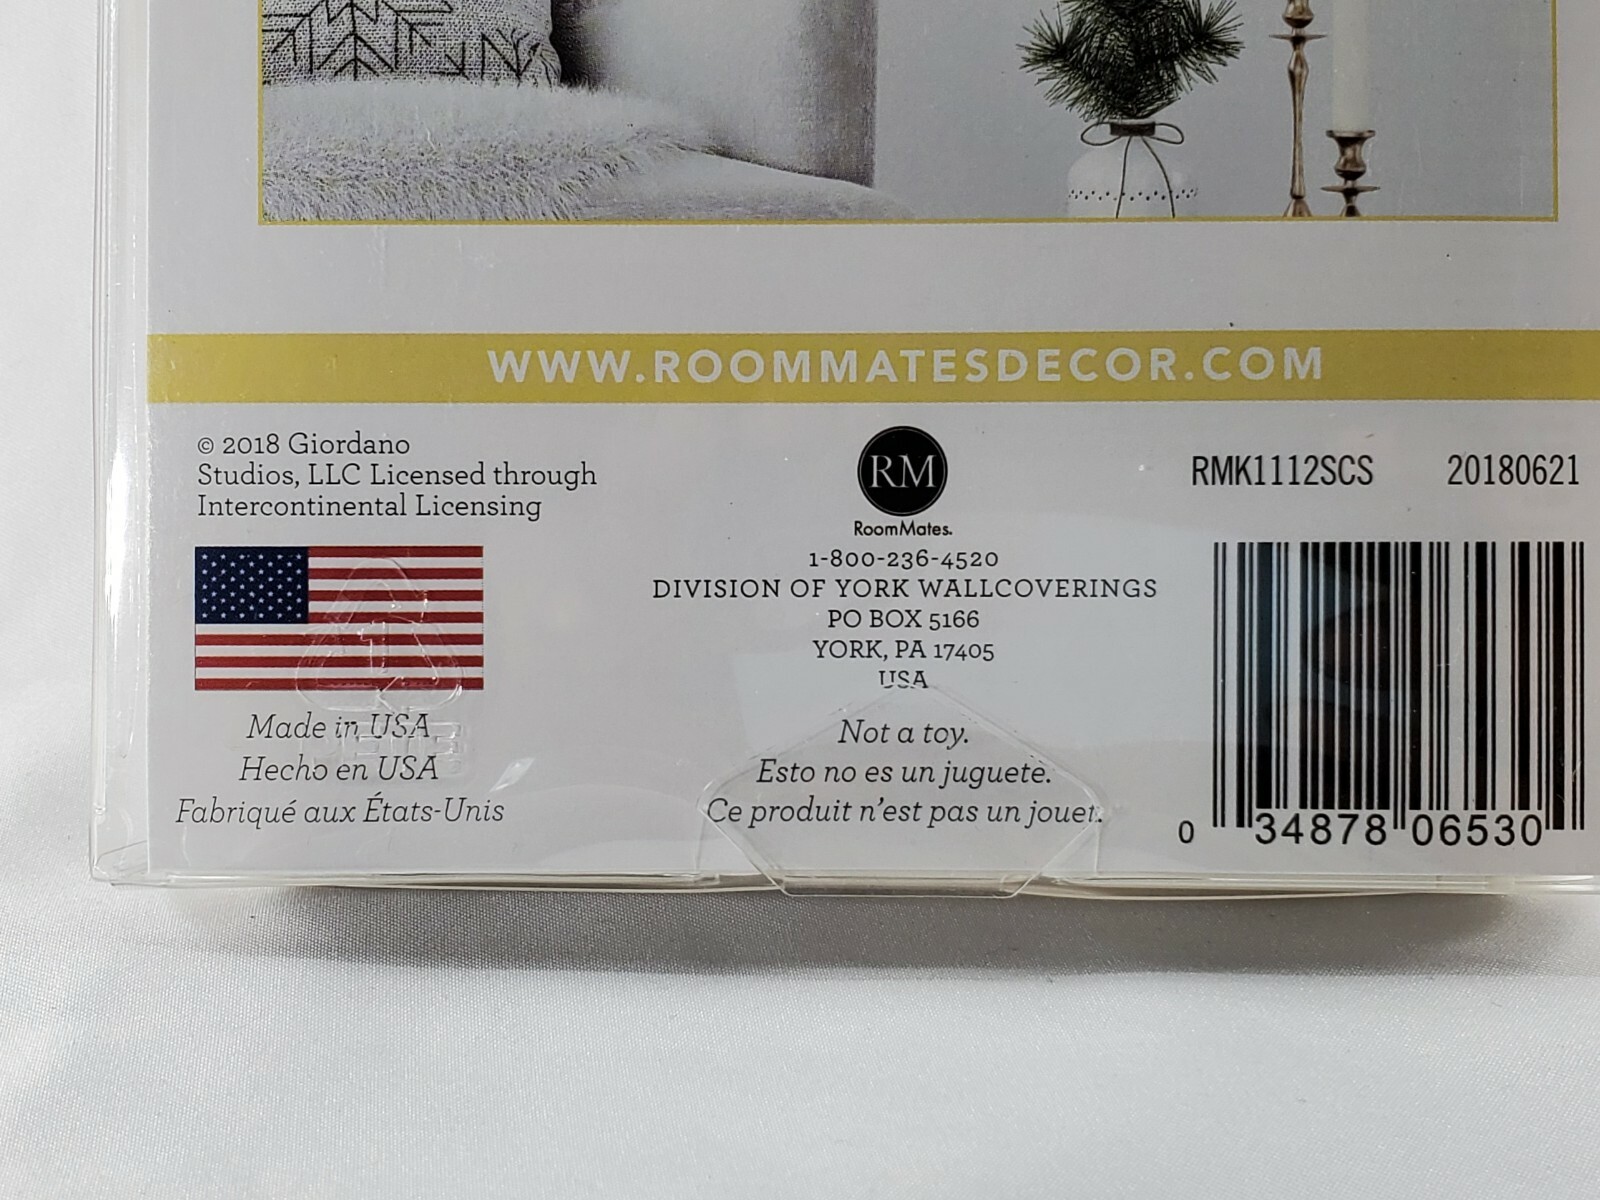 WWW.ROOMMATESDECOR.COM
© 2018 Giordano
Studios, LLC Licensed through
Intercontinental Licensing
Made in USA
Hecho en USA
Fabriqué aux États-Unis
RM
RoomMates.
1-800-236-4520
DIVISION OF YORK WALLCOVERINGS
PO BOX 5166
YORK, PA 17405
USA
Not a toy.
Esto no es un juguete.
Ce produit n'est pas un jouet.
RMK1112SCS 20180621
0 34878 06530
1
PETE